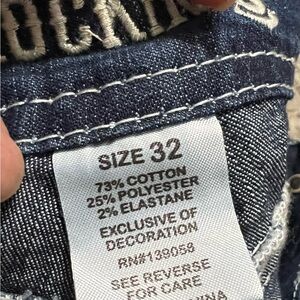 SIZE 32
73% COTTON
25% POLYESTER
2% ELASTANE
EXCLUSIVE OF
DECORATION
RN#139058
SEE REVERSE
FOR CARE